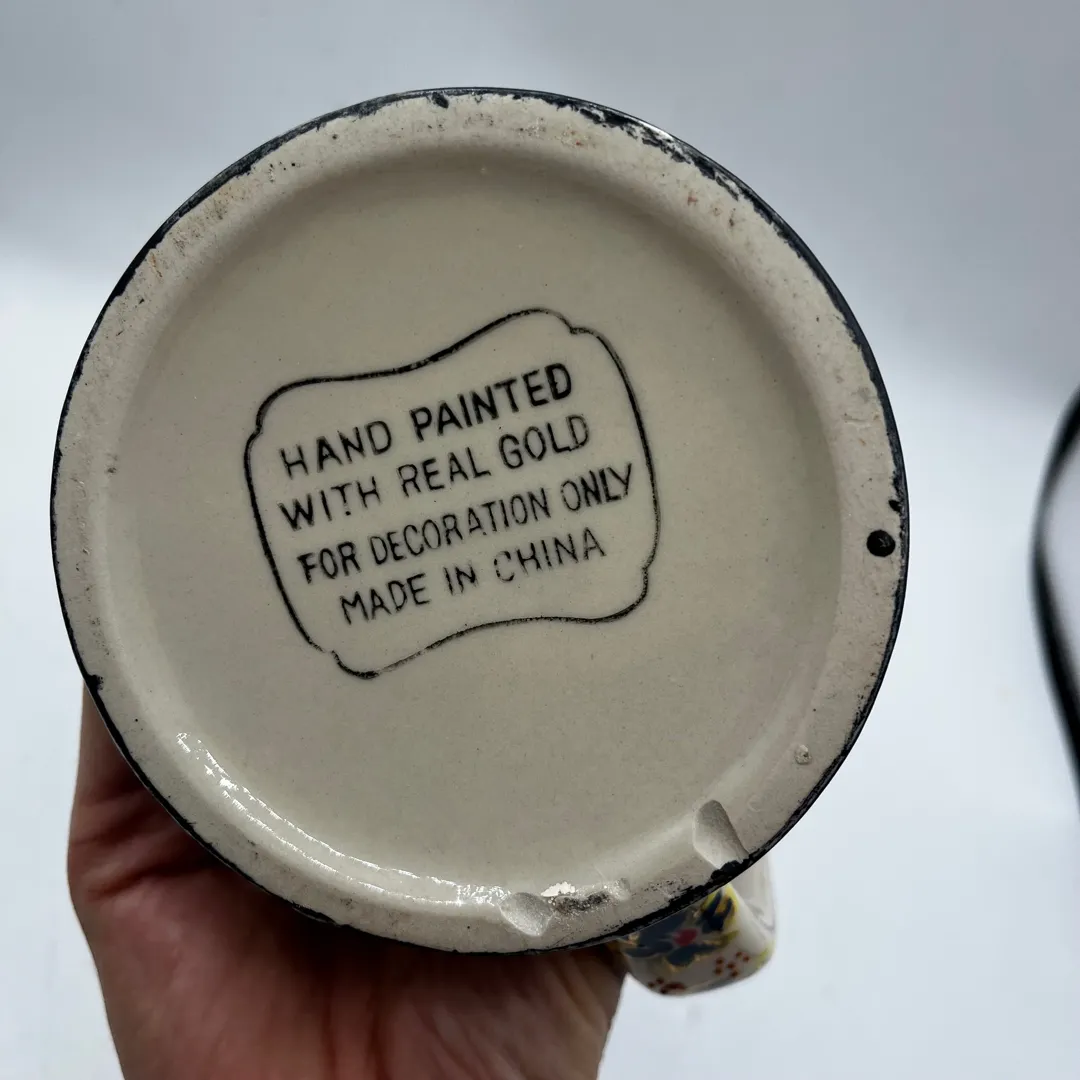 HAND PAINTED
WITH REAL GOLD
FOR DECORATION ONLY
MADE IN CHINA